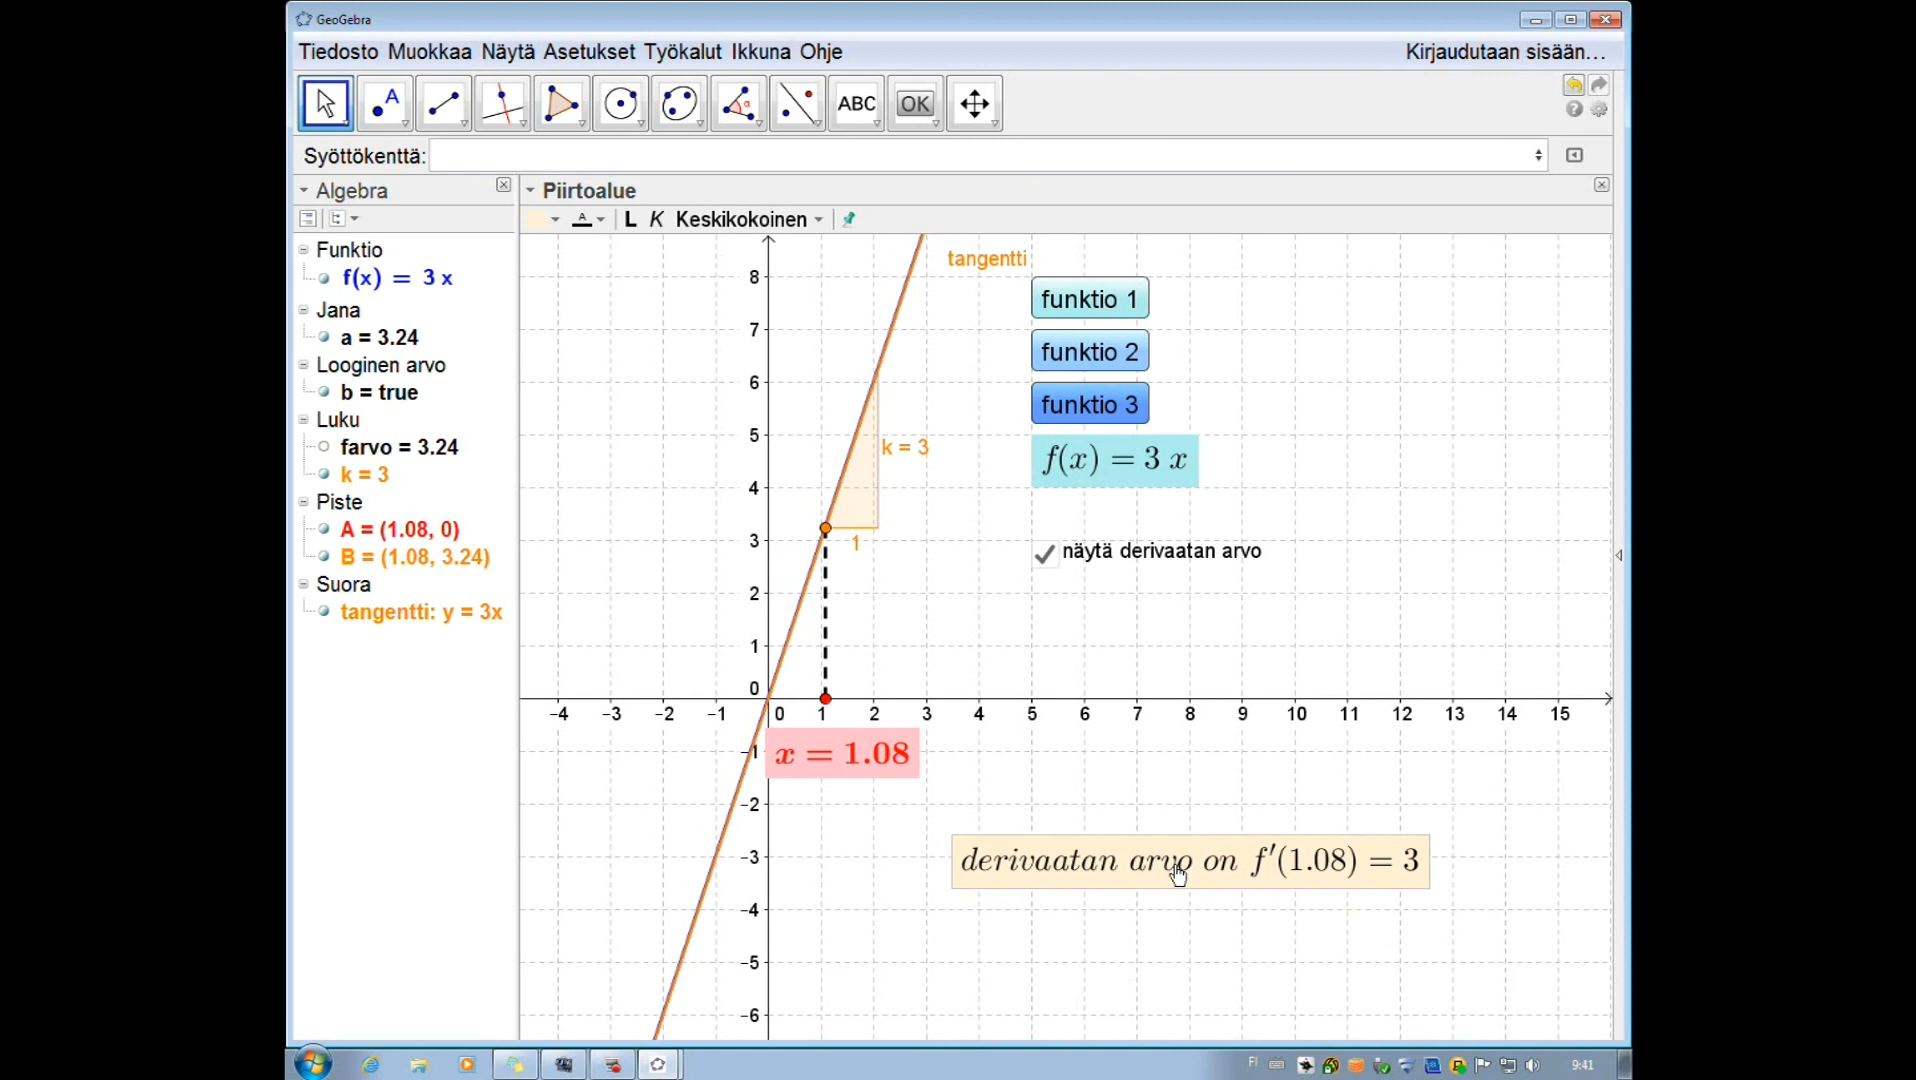 GeoGebra
Tiedosto Muokkaa Näytä Asetukset Työkalut Ikkuna Ohje
Kirjaudutaan sisään...
A
α
ABC
OK
Syöttökenttä:
Algebra
Piirtoalue
A
L K Keskikokoinen
Funktio
f(x) = 3 x
Jana
a = 3.24
Looginen arvo
b = true
Luku
farvo = 3.24
k = 3
Piste
A = (1.08, 0)
B = (1.08, 3.24)
Suora
tangentti: y = 3x
tangentti
funktio 1
funktio 2
funktio 3
f(x) = 3 x
näytä derivaatan arvo
k = 3
1
8
7
6
5
4
3
2
1
0
−4 −3 −2 −1 0 1 2 3 4 5 6 7 8 9 10 11 12 13 14 15
−1
−2
−3
−4
−5
−6
x = 1.08
derivaatan arvo on f′(1.08) = 3
FI
9:41